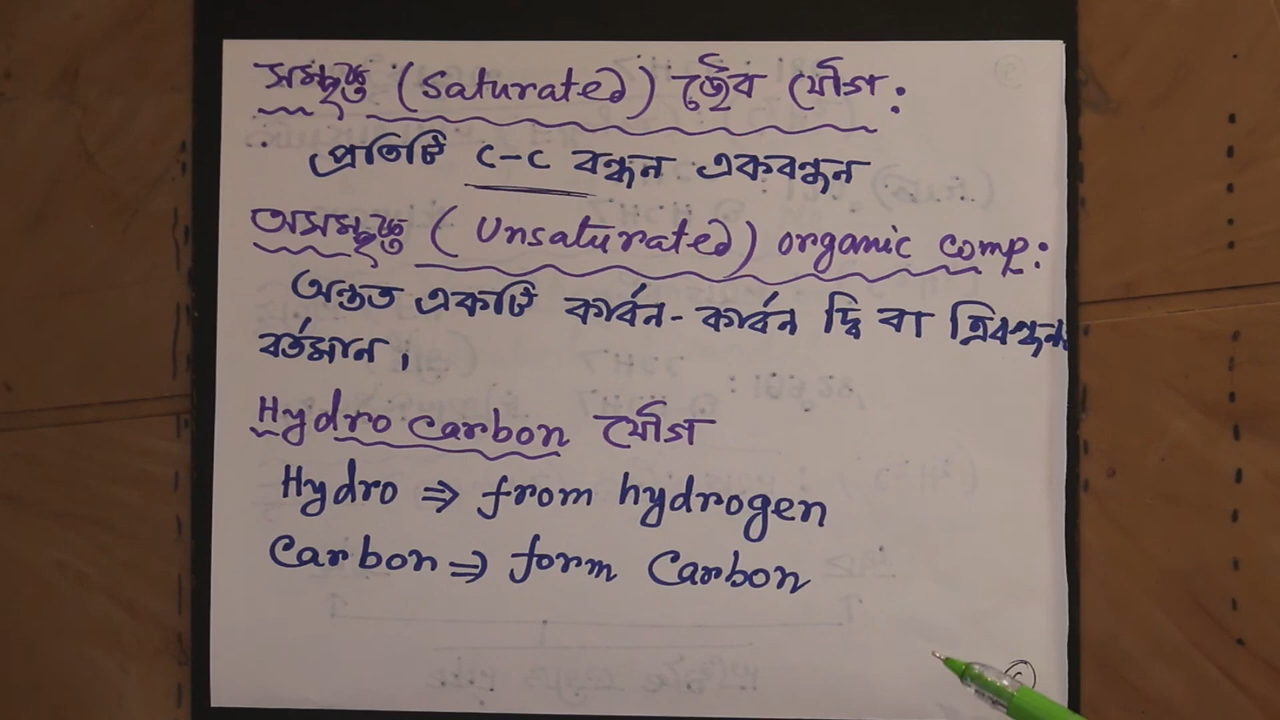 সম্পৃক্ত (Saturated) জৈব যৌগ:
প্রতিটি C-C বন্ধন একবন্ধন
অসম্পৃক্ত (Unsaturated) organic comp:
অন্তত একটি কার্বন-কার্বন দ্বি বা ত্রিবন্ধন
বর্তমান।
Hydro carbon যৌগ
Hydro ⇒ from hydrogen
Carbon ⇒ form Carbon